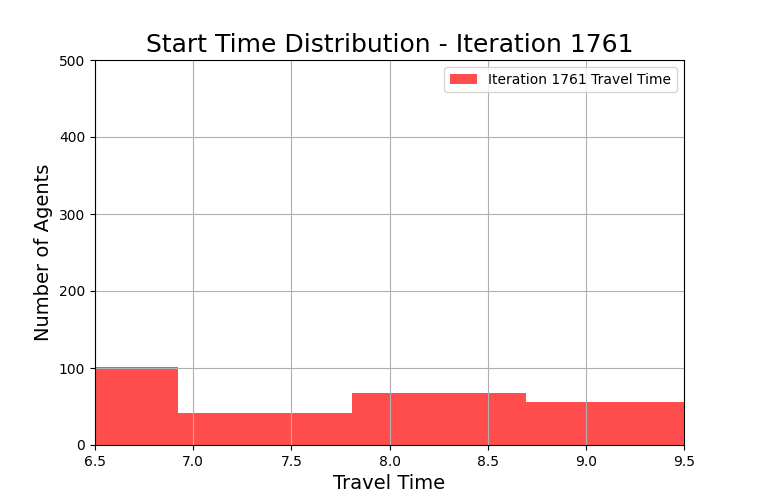 Start Time Distribution - Iteration 1761
Iteration 1761 Travel Time
Number of Agents
500
400
300
200
100
0
6.5 7.0 7.5 8.0 8.5 9.0 9.5
Travel Time